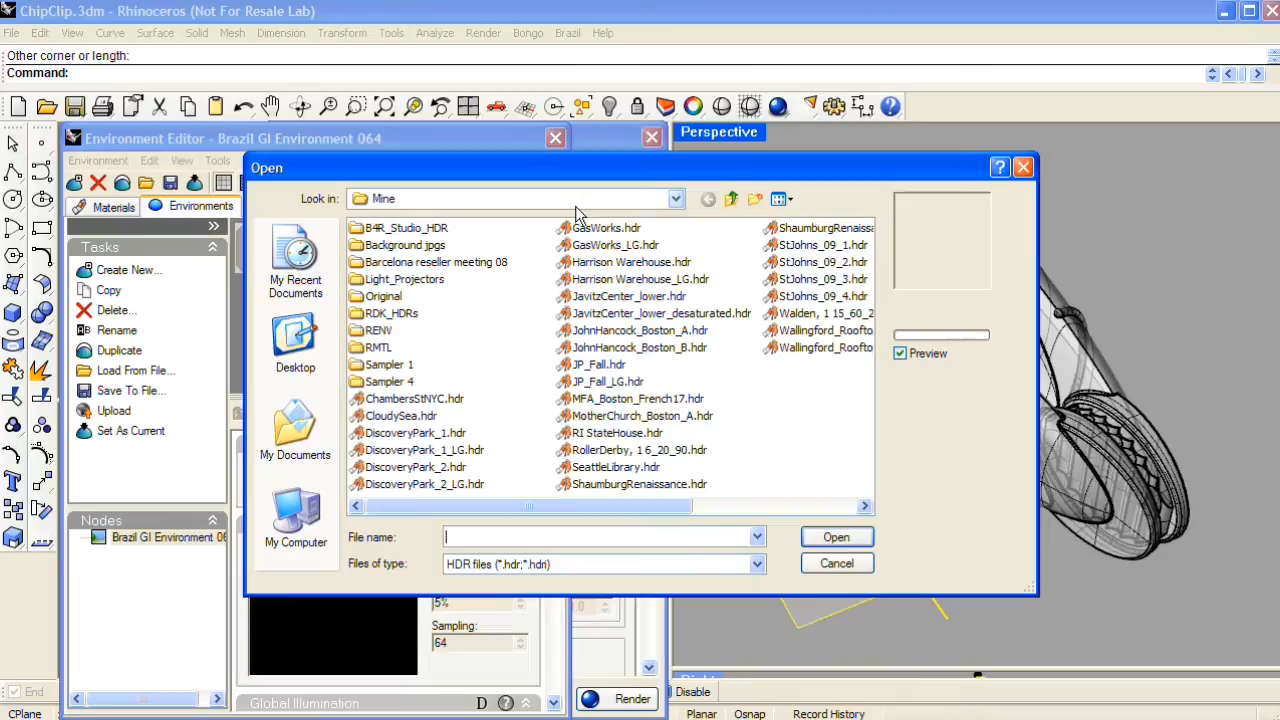 ChipClip.3dm - Rhinoceros (Not For Resale Lab)
File Edit View Curve Surface Solid Mesh Dimension Transform Tools Analyze Render Bongo Brazil Help
Other corner or length:
Command:
Environment Editor - Brazil GI Environment 064
Perspective
Environment Edit View Tools
Materials Environments
Tasks
Create New...
Copy
Delete...
Rename
Duplicate
Load From File...
Save To File...
Upload
Set As Current
Nodes
Brazil GI Environment 06
Open
Look in: Mine
My Recent Documents
Desktop
My Documents
My Computer
B4R_Studio_HDR
Background jpgs
Barcelona reseller meeting 08
Light_Projectors
Original
RDK_HDRs
RENV
RMTL
Sampler 1
Sampler 4
ChambersStNYC.hdr
CloudySea.hdr
DiscoveryPark_1.hdr
DiscoveryPark_1_LG.hdr
DiscoveryPark_2.hdr
DiscoveryPark_2_LG.hdr
GasWorks.hdr
GasWorks_LG.hdr
Harrison Warehouse.hdr
Harrison Warehouse_LG.hdr
JavitzCenter_lower.hdr
JavitzCenter_lower_desaturated.hdr
JohnHancock_Boston_A.hdr
JohnHancock_Boston_B.hdr
JP_Fall.hdr
JP_Fall_LG.hdr
MFA_Boston_French17.hdr
MotherChurch_Boston_A.hdr
RI StateHouse.hdr
RollerDerby, 1 6_20_90.hdr
SeattleLibrary.hdr
ShaumburgRenaissance.hdr
ShaumburgRenaissa
StJohns_09_1.hdr
StJohns_09_2.hdr
StJohns_09_3.hdr
StJohns_09_4.hdr
Walden, 1 15_60_2
Wallingford_Roofto
Wallingford_Roofto
Preview
File name:
Open
Files of type: HDR files (*.hdr;*.hdri)
Cancel
5%
Sampling:
64
Global Illumination D
Render
Disable
End
CPlane
Planar Osnap Record History